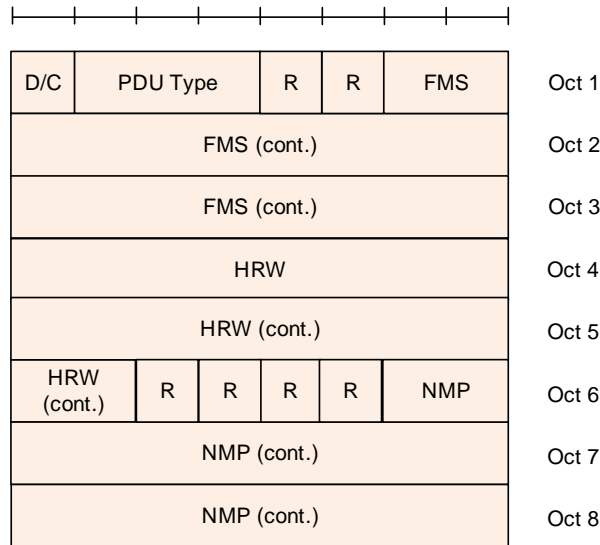 D/C PDU Type R R FMS Oct 1
FMS (cont.) Oct 2
FMS (cont.) Oct 3
HRW Oct 4
HRW (cont.) Oct 5
HRW
(cont.) R R R R NMP Oct 6
NMP (cont.) Oct 7
NMP (cont.) Oct 8